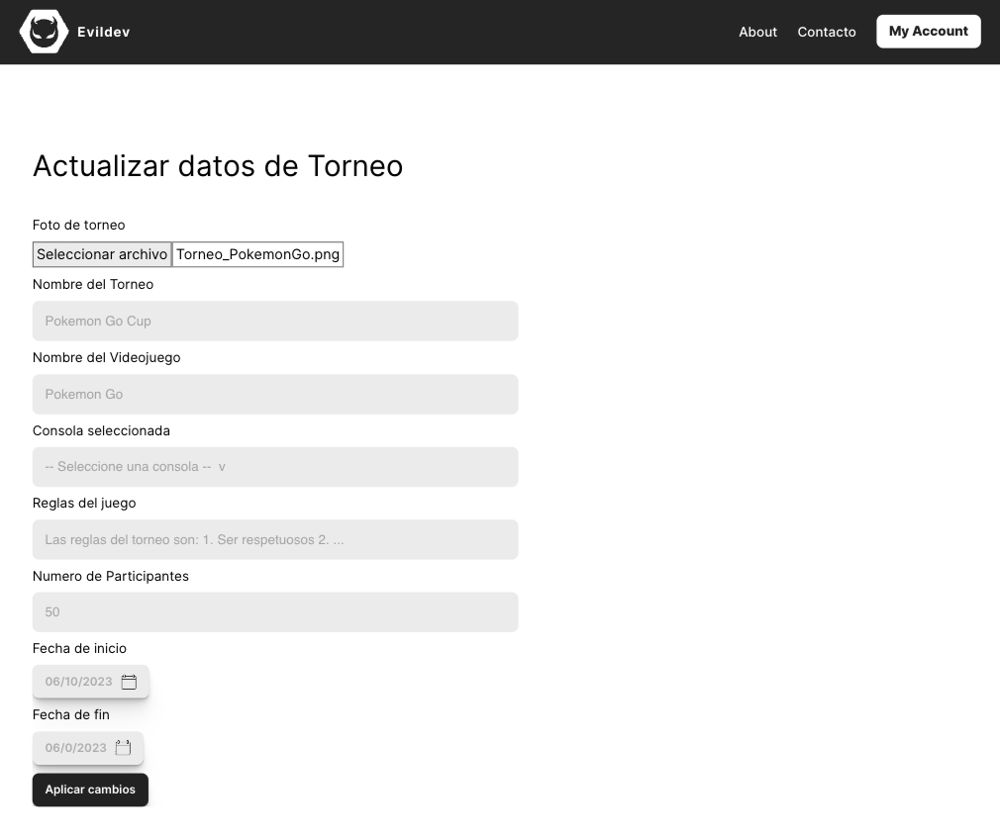 Evildev
About
Contacto
My Account
Actualizar datos de Torneo
Foto de torneo
Seleccionar archivo Torneo_PokemonGo.png
Nombre del Torneo
Pokemon Go Cup
Nombre del Videojuego
Pokemon Go
Consola seleccionada
-- Seleccione una consola -- v
Reglas del juego
Las reglas del torneo son: 1. Ser respetuosos 2. ...
Numero de Participantes
50
Fecha de inicio
06/10/2023
Fecha de fin
06/0/2023
Aplicar cambios